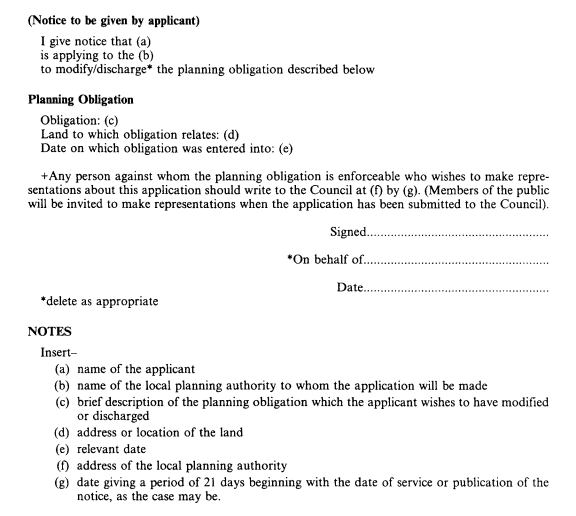 (Notice to be given by applicant)
I give notice that (a)
is applying to the (b)
to modify/discharge* the planning obligation described below
Planning Obligation
Obligation: (c)
Land to which obligation relates: (d)
Date on which obligation was entered into: (e)
+Any person against whom the planning obligation is enforceable who wishes to make repre-
sentations about this application should write to the Council at (f) by (g). (Members of the public
will be invited to make representations when the application has been submitted to the Council).
Signed......................................................
*On behalf of......................................................
Date......................................................
*delete as appropriate
NOTES
Insert–
(a) name of the applicant
(b) name of the local planning authority to whom the application will be made
(c) brief description of the planning obligation which the applicant wishes to have modified
or discharged
(d) address or location of the land
(e) relevant date
(f) address of the local planning authority
(g) date giving a period of 21 days beginning with the date of service or publication of the
notice, as the case may be.